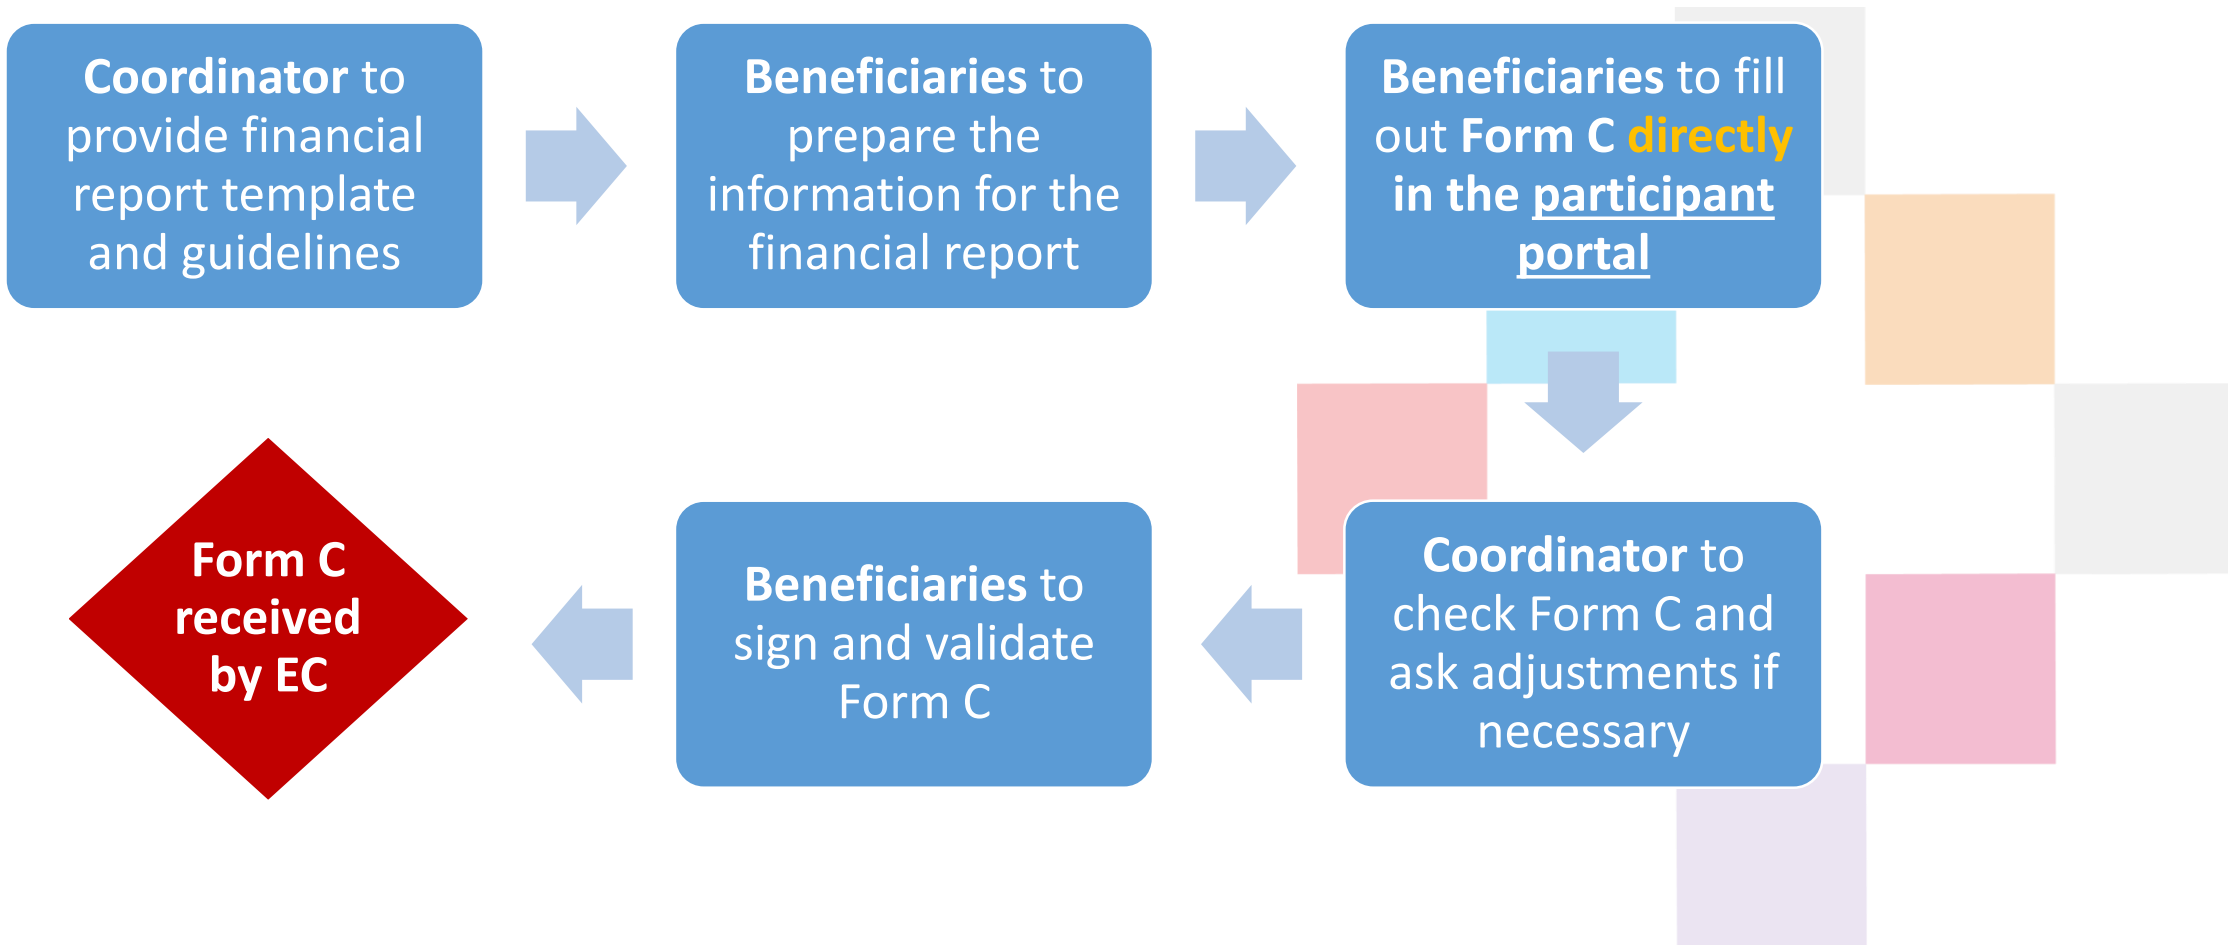 Coordinator to
provide financial
report template
and guidelines
Beneficiaries to
prepare the
information for the
financial report
Beneficiaries to fill
out Form C directly
in the participant
portal
Coordinator to
check Form C and
ask adjustments if
necessary
Beneficiaries to
sign and validate
Form C
Form C
received
by EC